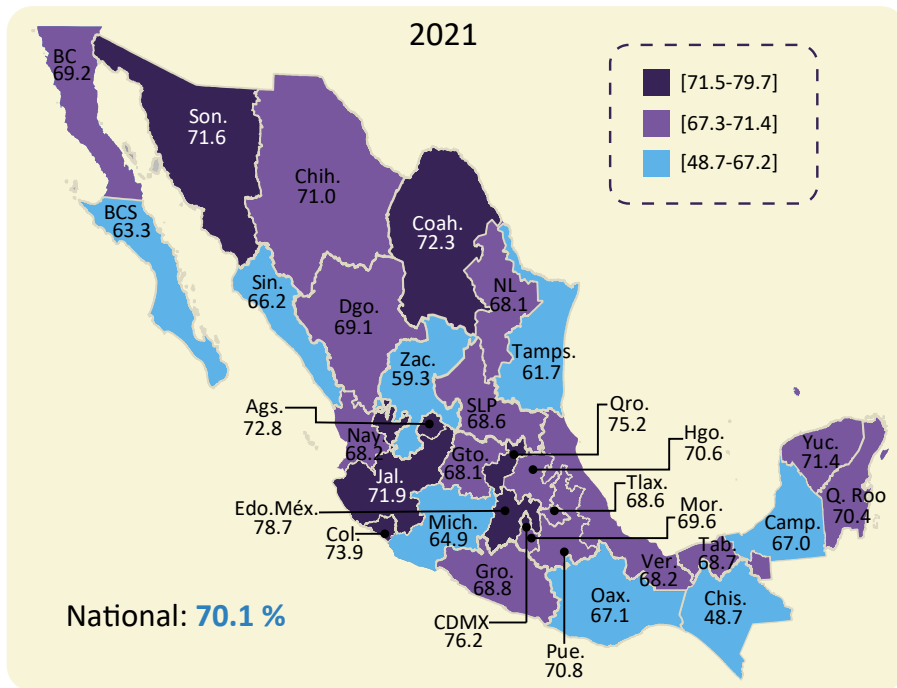 2021
[71.5-79.7]
[67.3-71.4]
[48.7-67.2]
BC
69.2
Son.
71.6
Chih.
71.0
Coah.
72.3
BCS
63.3
Sin.
66.2
Dgo.
69.1
NL
68.1
Tamps.
61.7
Zac.
59.3
SLP
68.6
Ags.
72.8
Nay
68.2
Gto.
68.1
Qro.
75.2
Hgo.
70.6
Jal.
71.9
Tlax.
68.6
Yuc.
71.4
Q. Roo
70.4
Edo.Méx.
78.7
Mor.
69.6
Col.
73.9
Mich.
64.9
Camp.
67.0
Tab.
68.7
Ver.
68.2
Gro.
68.8
Oax.
67.1
Chis.
48.7
CDMX
76.2
Pue.
70.8
National: 70.1 %